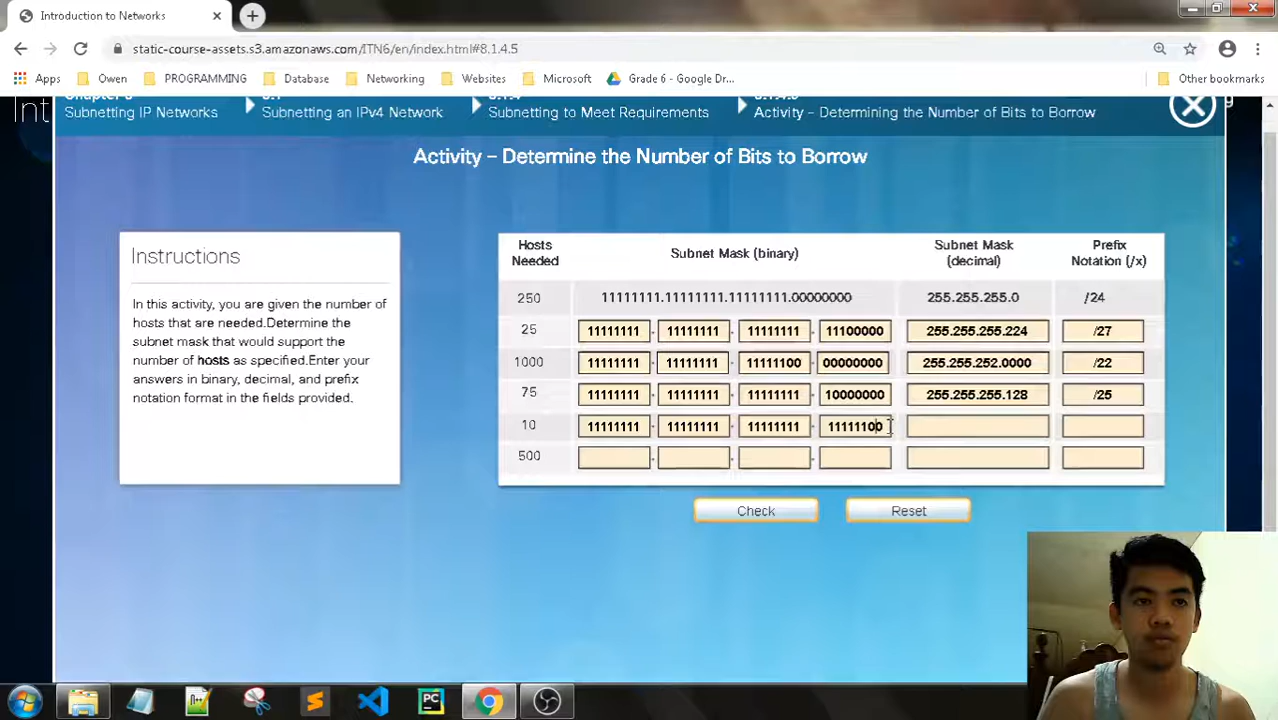 Introduction to Networks
static-course-assets.s3.amazonaws.com/ITN6/en/index.html#8.1.4.5
Apps Owen PROGRAMMING Database Networking Websites Microsoft Grade 6 - Google Dr... Other bookmarks
Int
Subnetting IP Networks Subnetting an IPv4 Network Subnetting to Meet Requirements Activity – Determining the Number of Bits to Borrow
Activity – Determine the Number of Bits to Borrow
Instructions
In this activity, you are given the number of
hosts that are needed.Determine the
subnet mask that would support the
number of hosts as specified.Enter your
answers in binary, decimal, and prefix
notation format in the fields provided.
Hosts Needed Subnet Mask (binary) Subnet Mask (decimal) Prefix Notation (/x)
250 11111111.11111111.11111111.00000000 255.255.255.0 /24
25 11111111. 11111111. 11111111. 11100000 255.255.255.224 /27
1000 11111111. 11111111. 11111100. 00000000 255.255.252.0000 /22
75 11111111. 11111111. 11111111. 10000000 255.255.255.128 /25
10 11111111. 11111111. 11111111. 11111100
500
Check Reset
PC